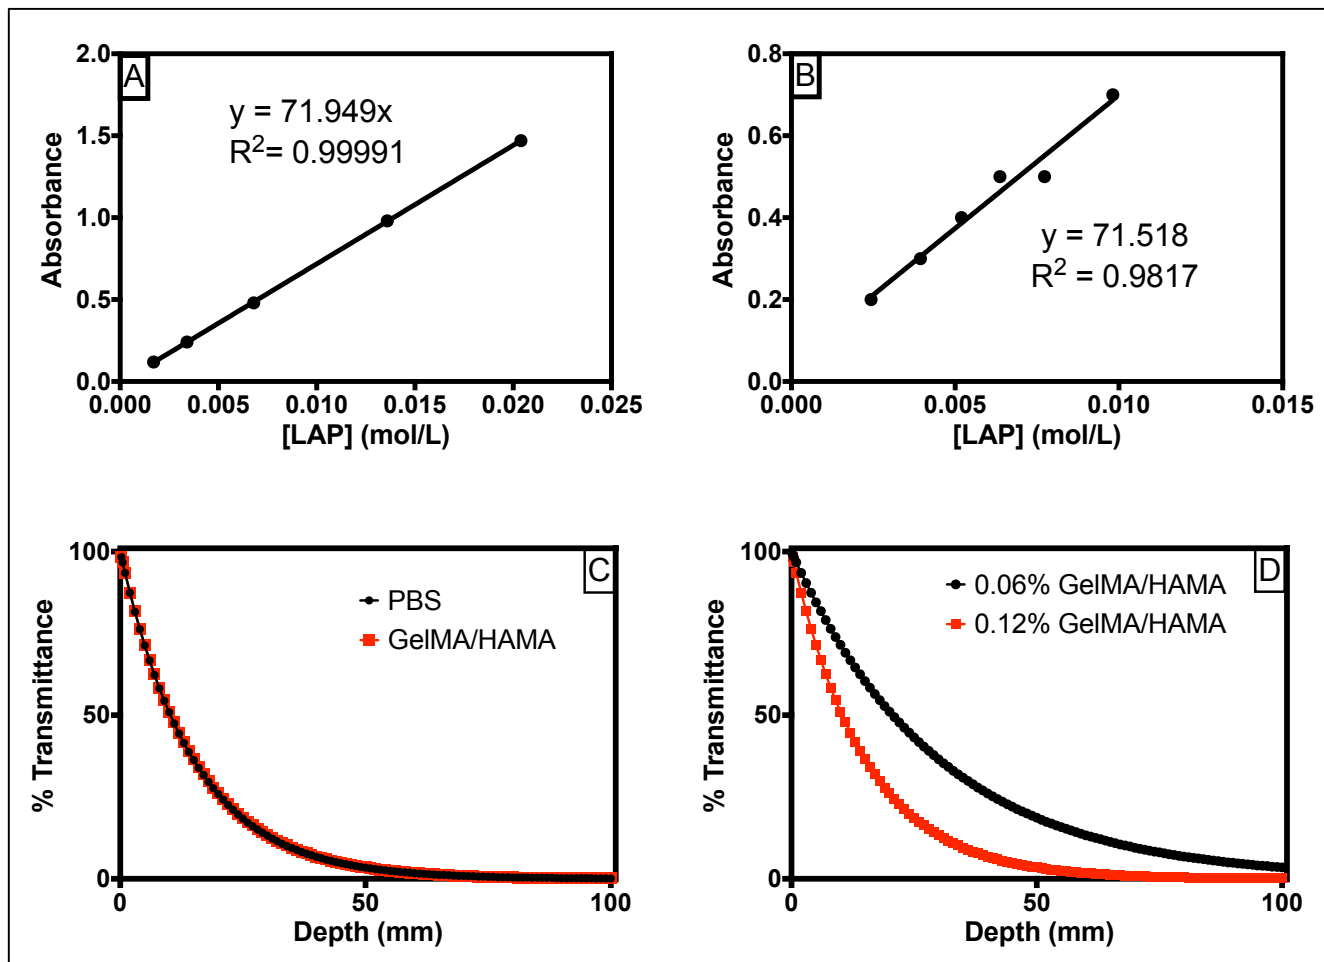 A
y = 71.949x
R2= 0.99991
Absorbance
2.0
1.5
1.0
0.5
0.0
0.000 0.005 0.010 0.015 0.020 0.025
[LAP] (mol/L)
B
y = 71.518
R2 = 0.9817
Absorbance
0.8
0.6
0.4
0.2
0.0
0.000 0.005 0.010 0.015
[LAP] (mol/L)
C
PBS
GelMA/HAMA
% Transmittance
100
50
0
0 50 100
Depth (mm)
D
0.06% GelMA/HAMA
0.12% GelMA/HAMA
% Transmittance
100
50
0
0 50 100
Depth (mm)